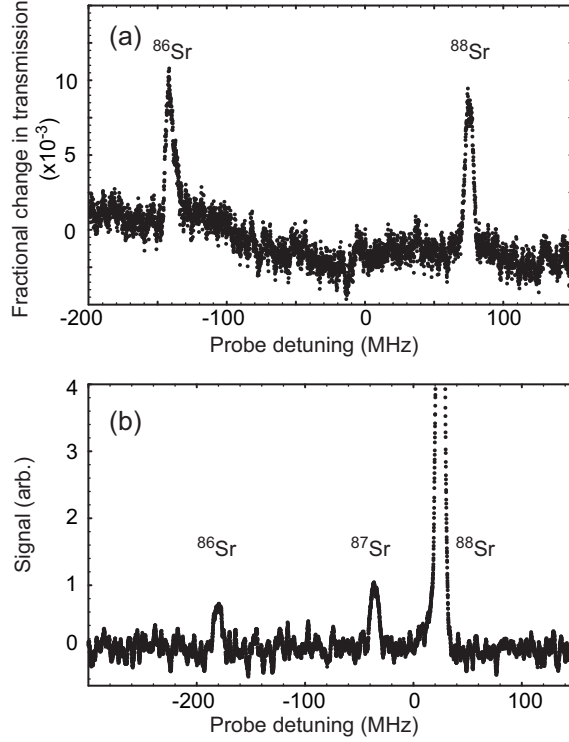 (a)
⁸⁶Sr
⁸⁸Sr
Fractional change in transmission
(x10⁻³)
10
5
0
-200
-100
0
100
Probe detuning (MHz)
(b)
4
3
2
1
0
Signal (arb.)
⁸⁶Sr
⁸⁷Sr
⁸⁸Sr
-200
-100
0
100
Probe detuning (MHz)